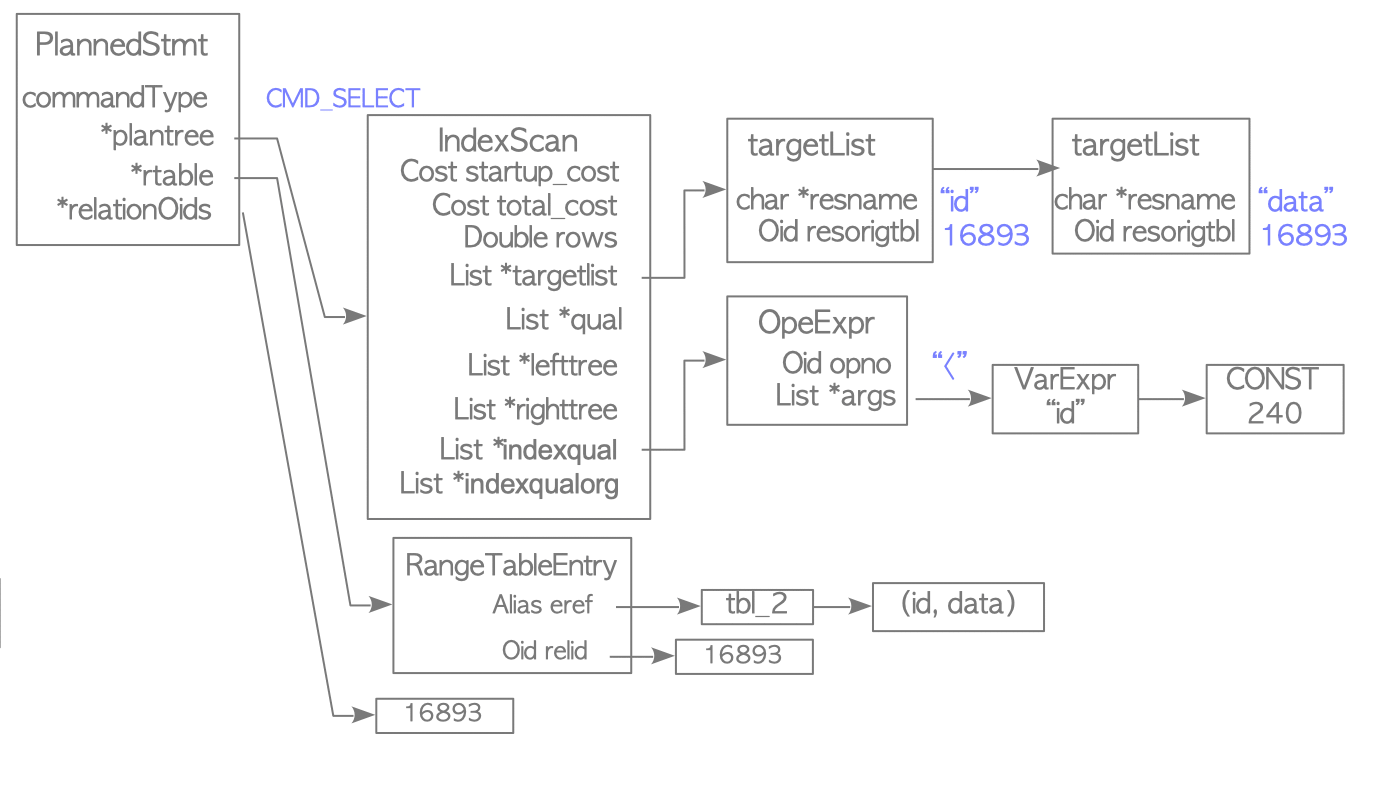 PlannedStmt
commandType
CMD_SELECT
*plantree
*rtable
*relationOids
IndexScan
Cost startup_cost
Cost total_cost
Double rows
List *targetlist
List *qual
List *lefttree
List *righttree
List *indexqual
List *indexqualorg
targetList
char *resname
“id”
Oid resorigtbl
16893
targetList
char *resname
“data”
Oid resorigtbl
16893
OpeExpr
Oid opno
“〈”
List *args
VarExpr
“id”
CONST
240
RangeTableEntry
Alias eref
tbl_2
(id, data)
Oid relid
16893
16893